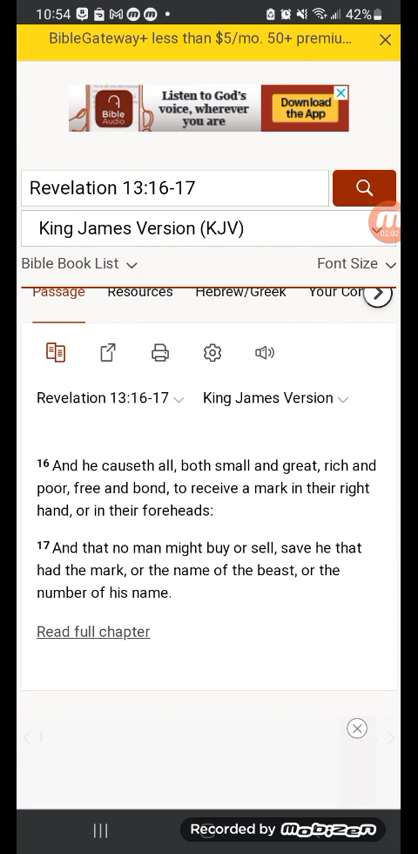 10:54
42%
BibleGateway+ less than $5/mo. 50+ premiu...
Bible
Audio
Listen to God's
voice, wherever
you are
Download
the App
Revelation 13:16-17
King James Version (KJV)
02:02
Bible Book List
Font Size
Passage Resources Hebrew/Greek Your Con
Revelation 13:16-17 King James Version
16 And he causeth all, both small and great, rich and
poor, free and bond, to receive a mark in their right
hand, or in their foreheads:
17 And that no man might buy or sell, save he that
had the mark, or the name of the beast, or the
number of his name.
Read full chapter
Recorded by mobizen